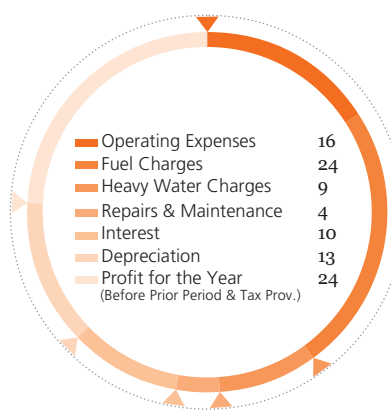 Operating Expenses 16
Fuel Charges 24
Heavy Water Charges 9
Repairs & Maintenance 4
Interest 10
Depreciation 13
Profit for the Year 24
(Before Prior Period & Tax Prov.)